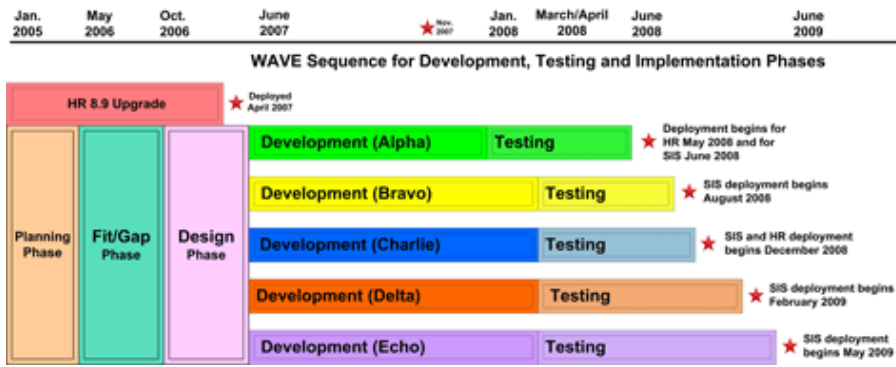 Jan. 2005
May 2006
Oct. 2006
June 2007
Nov. 2007
Jan. 2008
March/April 2008
June 2008
June 2009
WAVE Sequence for Development, Testing and Implementation Phases
HR 8.9 Upgrade
Deployed
April 2007
Planning
Phase
Fit/Gap
Phase
Design
Phase
Development (Alpha)
Testing
Deployment begins for
HR May 2008 and for
SIS June 2008
Development (Bravo)
Testing
SIS deployment begins
August 2008
Development (Charlie)
Testing
SIS and HR deployment
begins December 2008
Development (Delta)
Testing
SIS deployment begins
February 2009
Development (Echo)
Testing
SIS deployment
begins May 2009